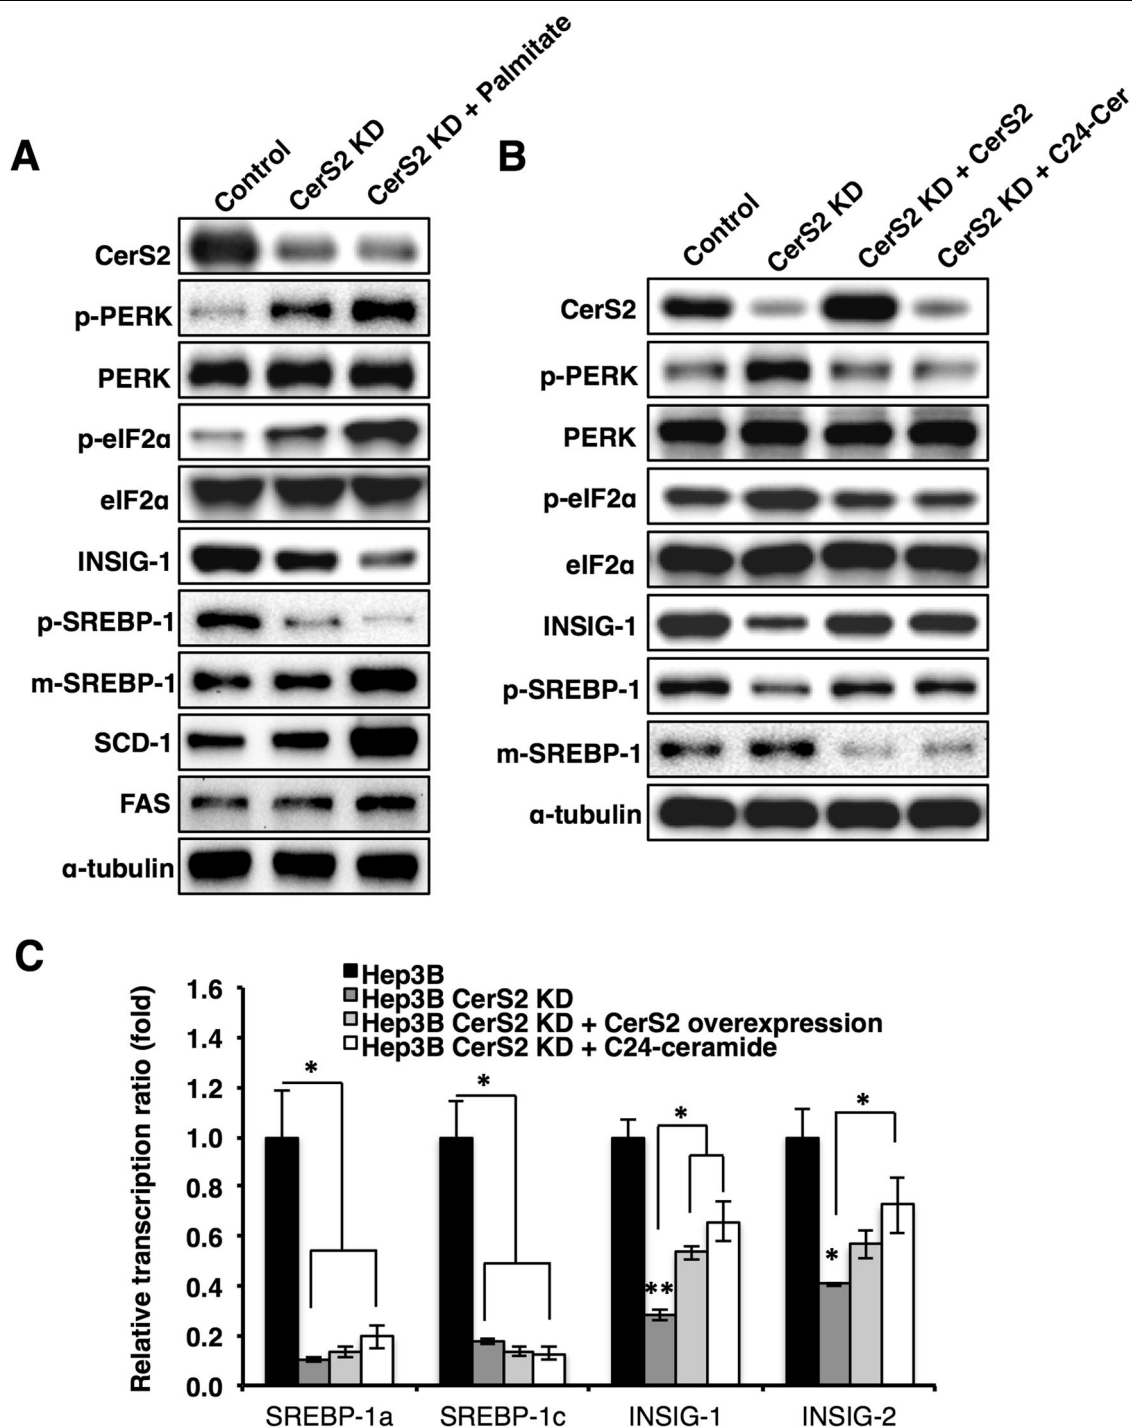 A
Control
CerS2 KD
CerS2 KD + Palmitate
CerS2
p-PERK
PERK
p-eIF2α
eIF2α
INSIG-1
p-SREBP-1
m-SREBP-1
SCD-1
FAS
α-tubulin
B
Control
CerS2 KD
CerS2 KD + CerS2
CerS2 KD + C24-Cer
CerS2
p-PERK
PERK
p-eIF2α
eIF2α
INSIG-1
p-SREBP-1
m-SREBP-1
α-tubulin
C
Hep3B
Hep3B CerS2 KD
Hep3B CerS2 KD + CerS2 overexpression
Hep3B CerS2 KD + C24-ceramide
Relative transcription ratio (fold)
1.6
1.4
1.2
1.0
0.8
0.6
0.4
0.2
0.0
*
*
*
*
**
*
SREBP-1a
SREBP-1c
INSIG-1
INSIG-2